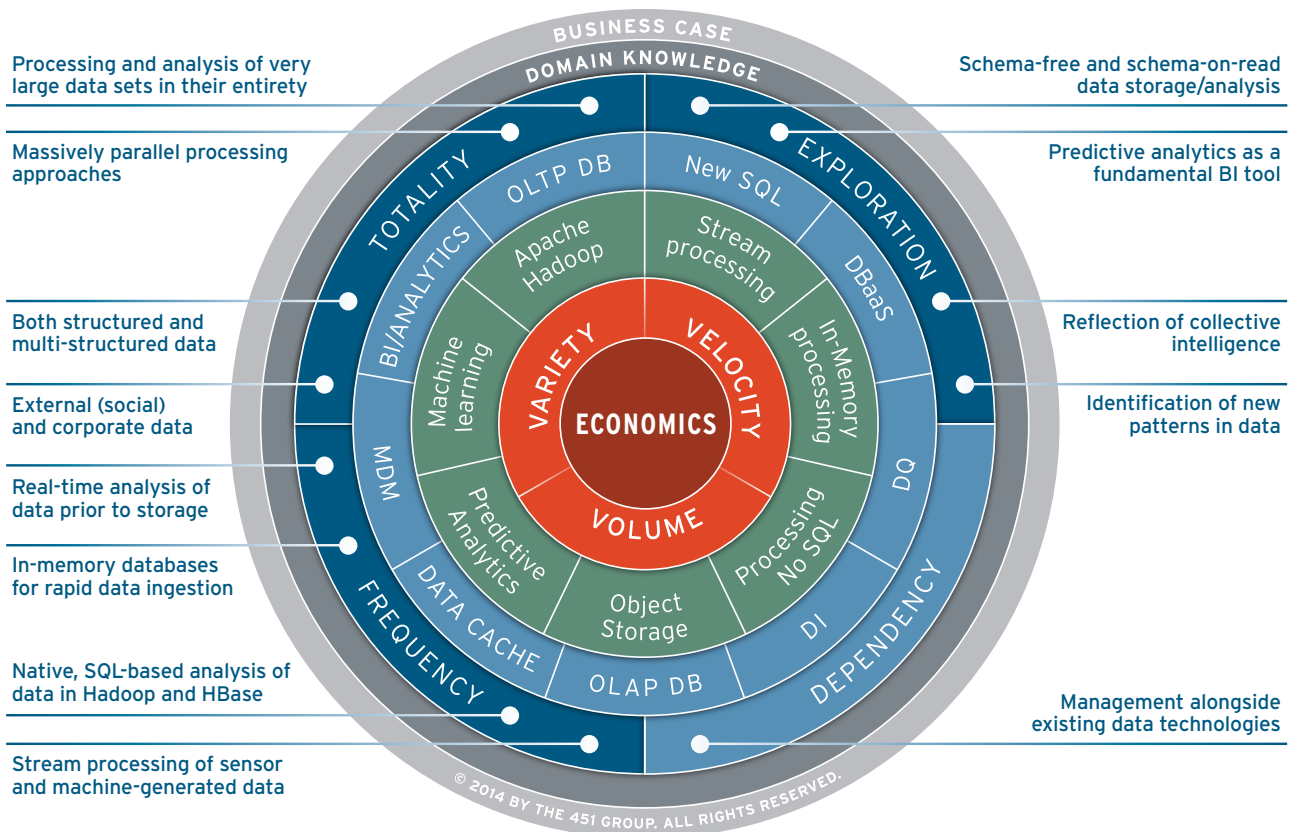 BUSINESS CASE
DOMAIN KNOWLEDGE
Processing and analysis of very
large data sets in their entirety
Massively parallel processing
approaches
Both structured and
multi-structured data
External (social)
and corporate data
Real-time analysis of
data prior to storage
In-memory databases
for rapid data ingestion
Native, SQL-based analysis of
data in Hadoop and HBase
Stream processing of sensor
and machine-generated data
Schema-free and schema-on-read
data storage/analysis
Predictive analytics as a
fundamental BI tool
Reflection of collective
intelligence
Identification of new
patterns in data
Management alongside
existing data technologies
TOTALITY
EXPLORATION
DEPENDENCY
FREQUENCY
OLTP DB
New SQL
DBaaS
DQ
DI
OLAP DB
DATA CACHE
MDM
BI/ANALYTICS
Apache
Hadoop
Stream
processing
In-Memory
processing
Processing
No SQL
Object
Storage
Predictive
Analytics
Machine
learning
VARIETY
VELOCITY
VOLUME
ECONOMICS
© 2014 BY THE 451 GROUP. ALL RIGHTS RESERVED.